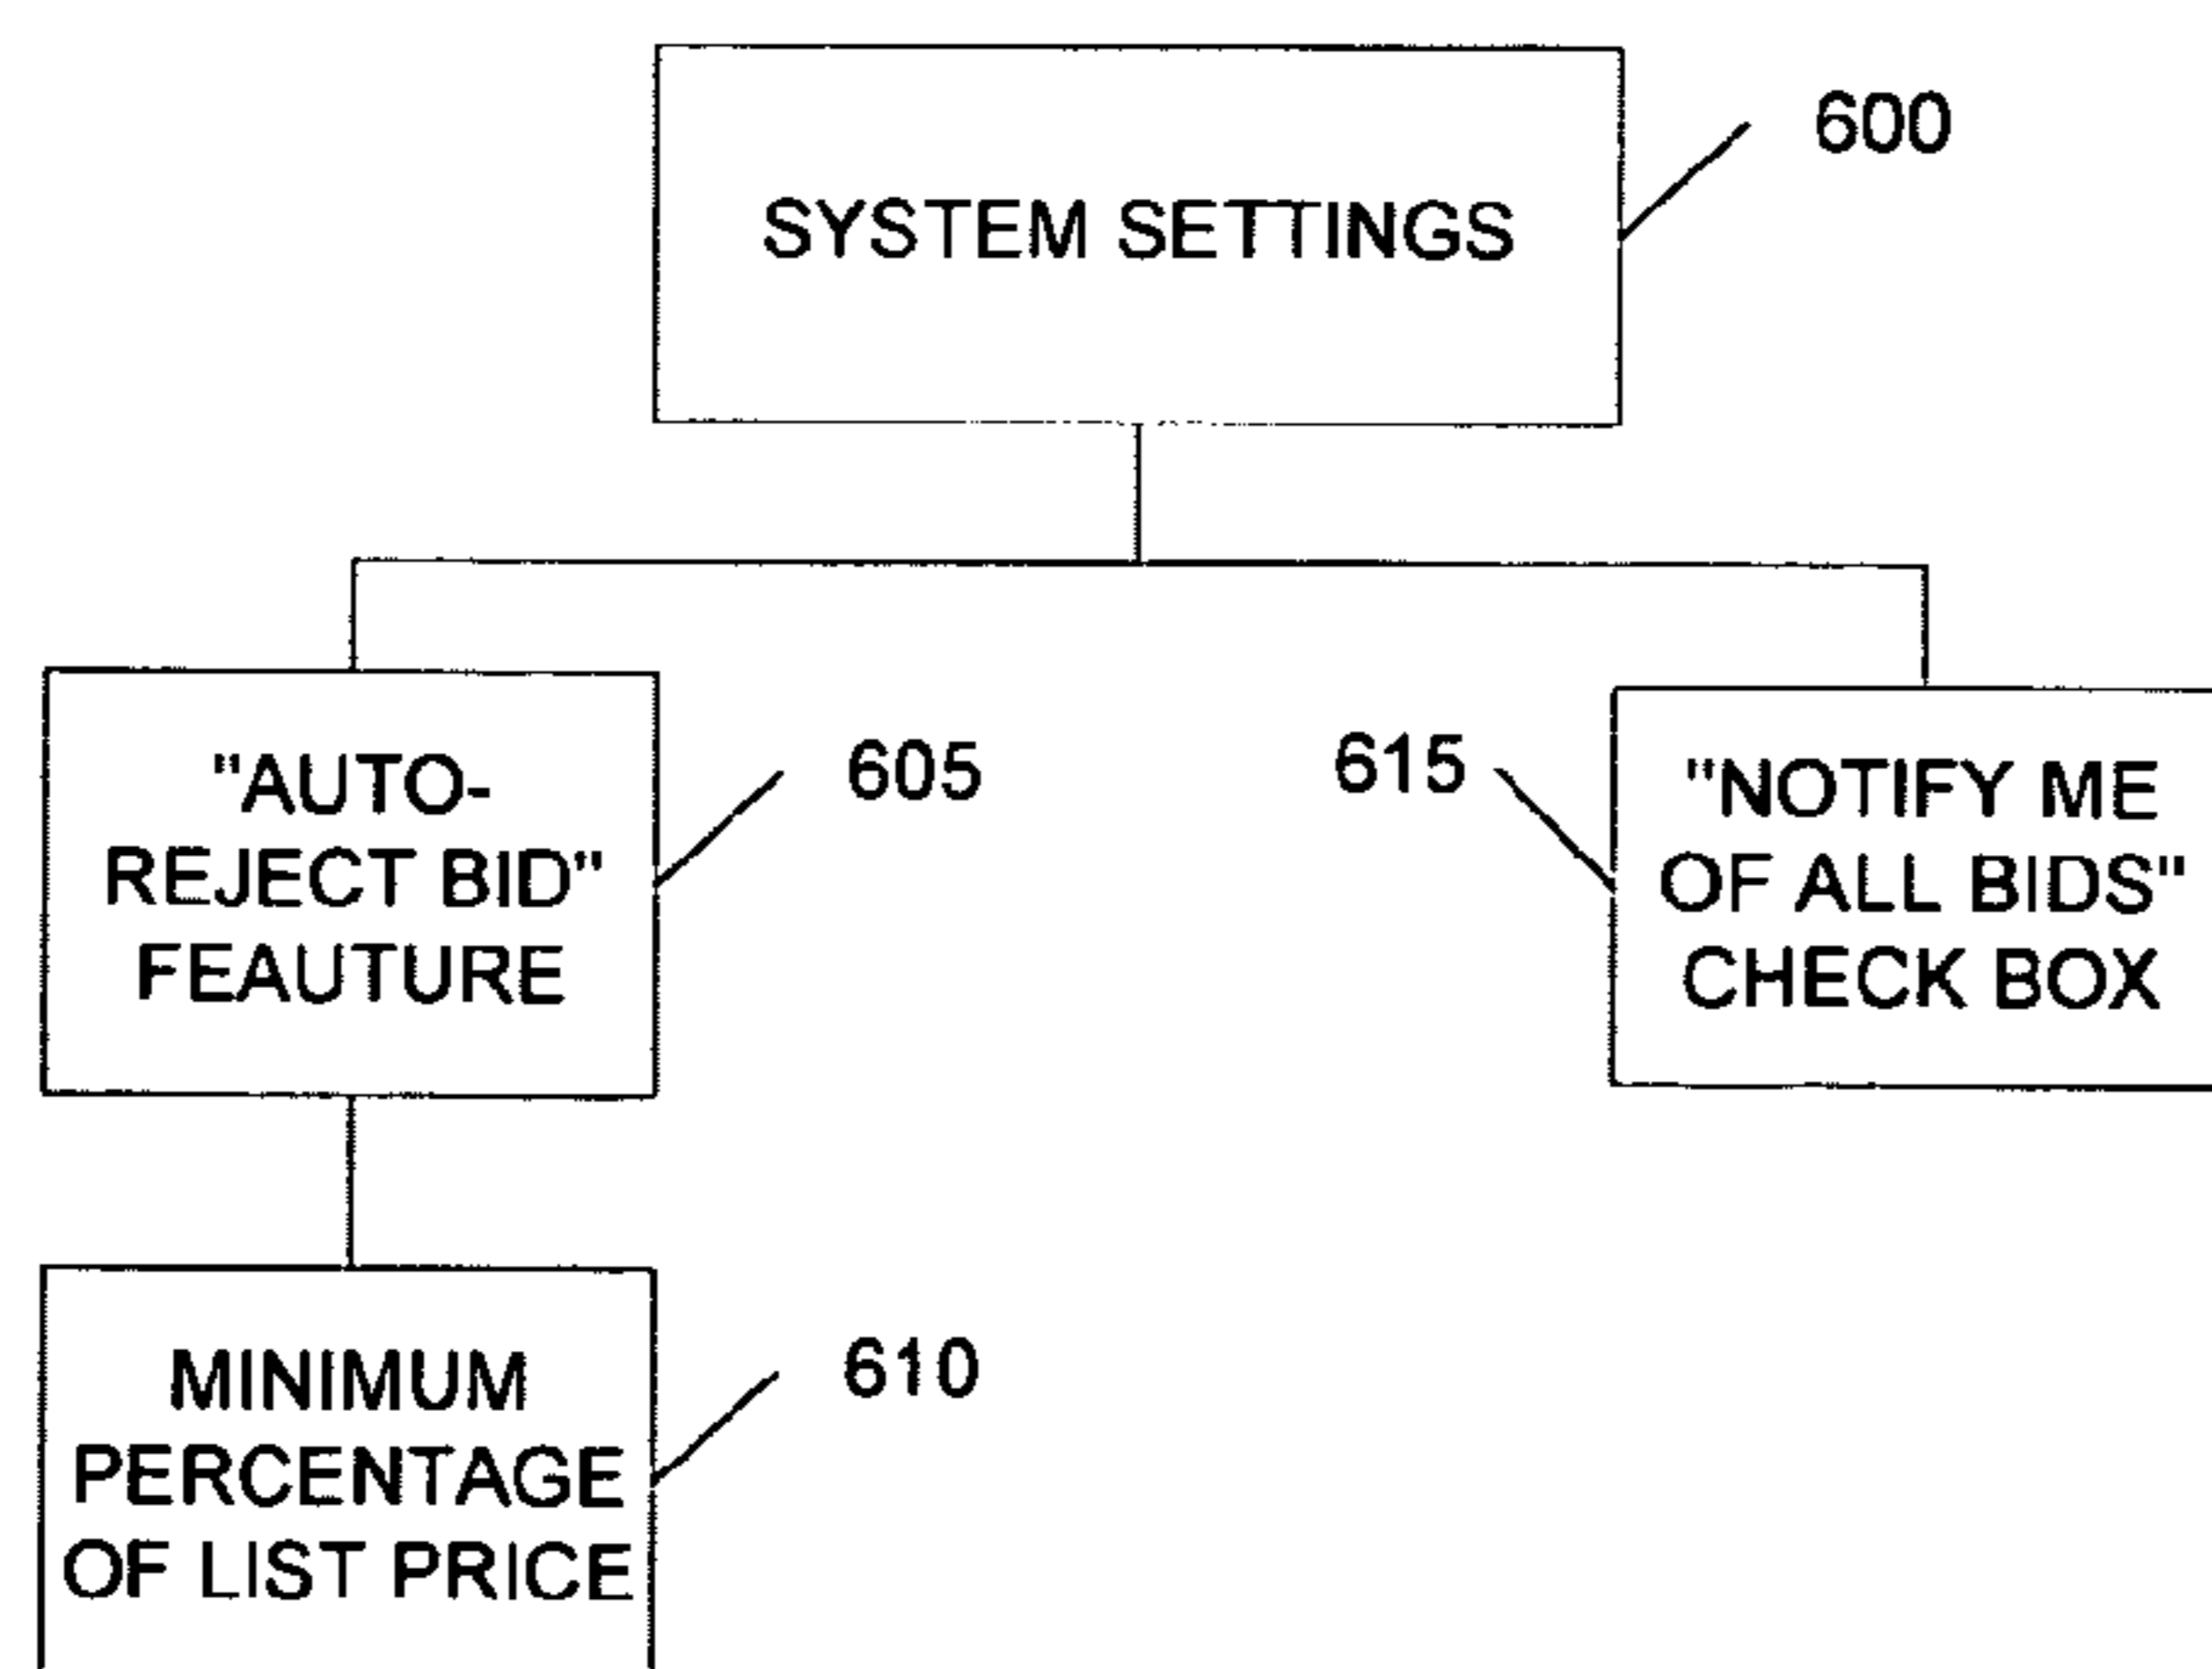 SYSTEM SETTINGS
600
"AUTO-
REJECT BID"
FEAUTURE
605
615
"NOTIFY ME
OF ALL BIDS"
CHECK BOX
MINIMUM
PERCENTAGE
OF LIST PRICE
610